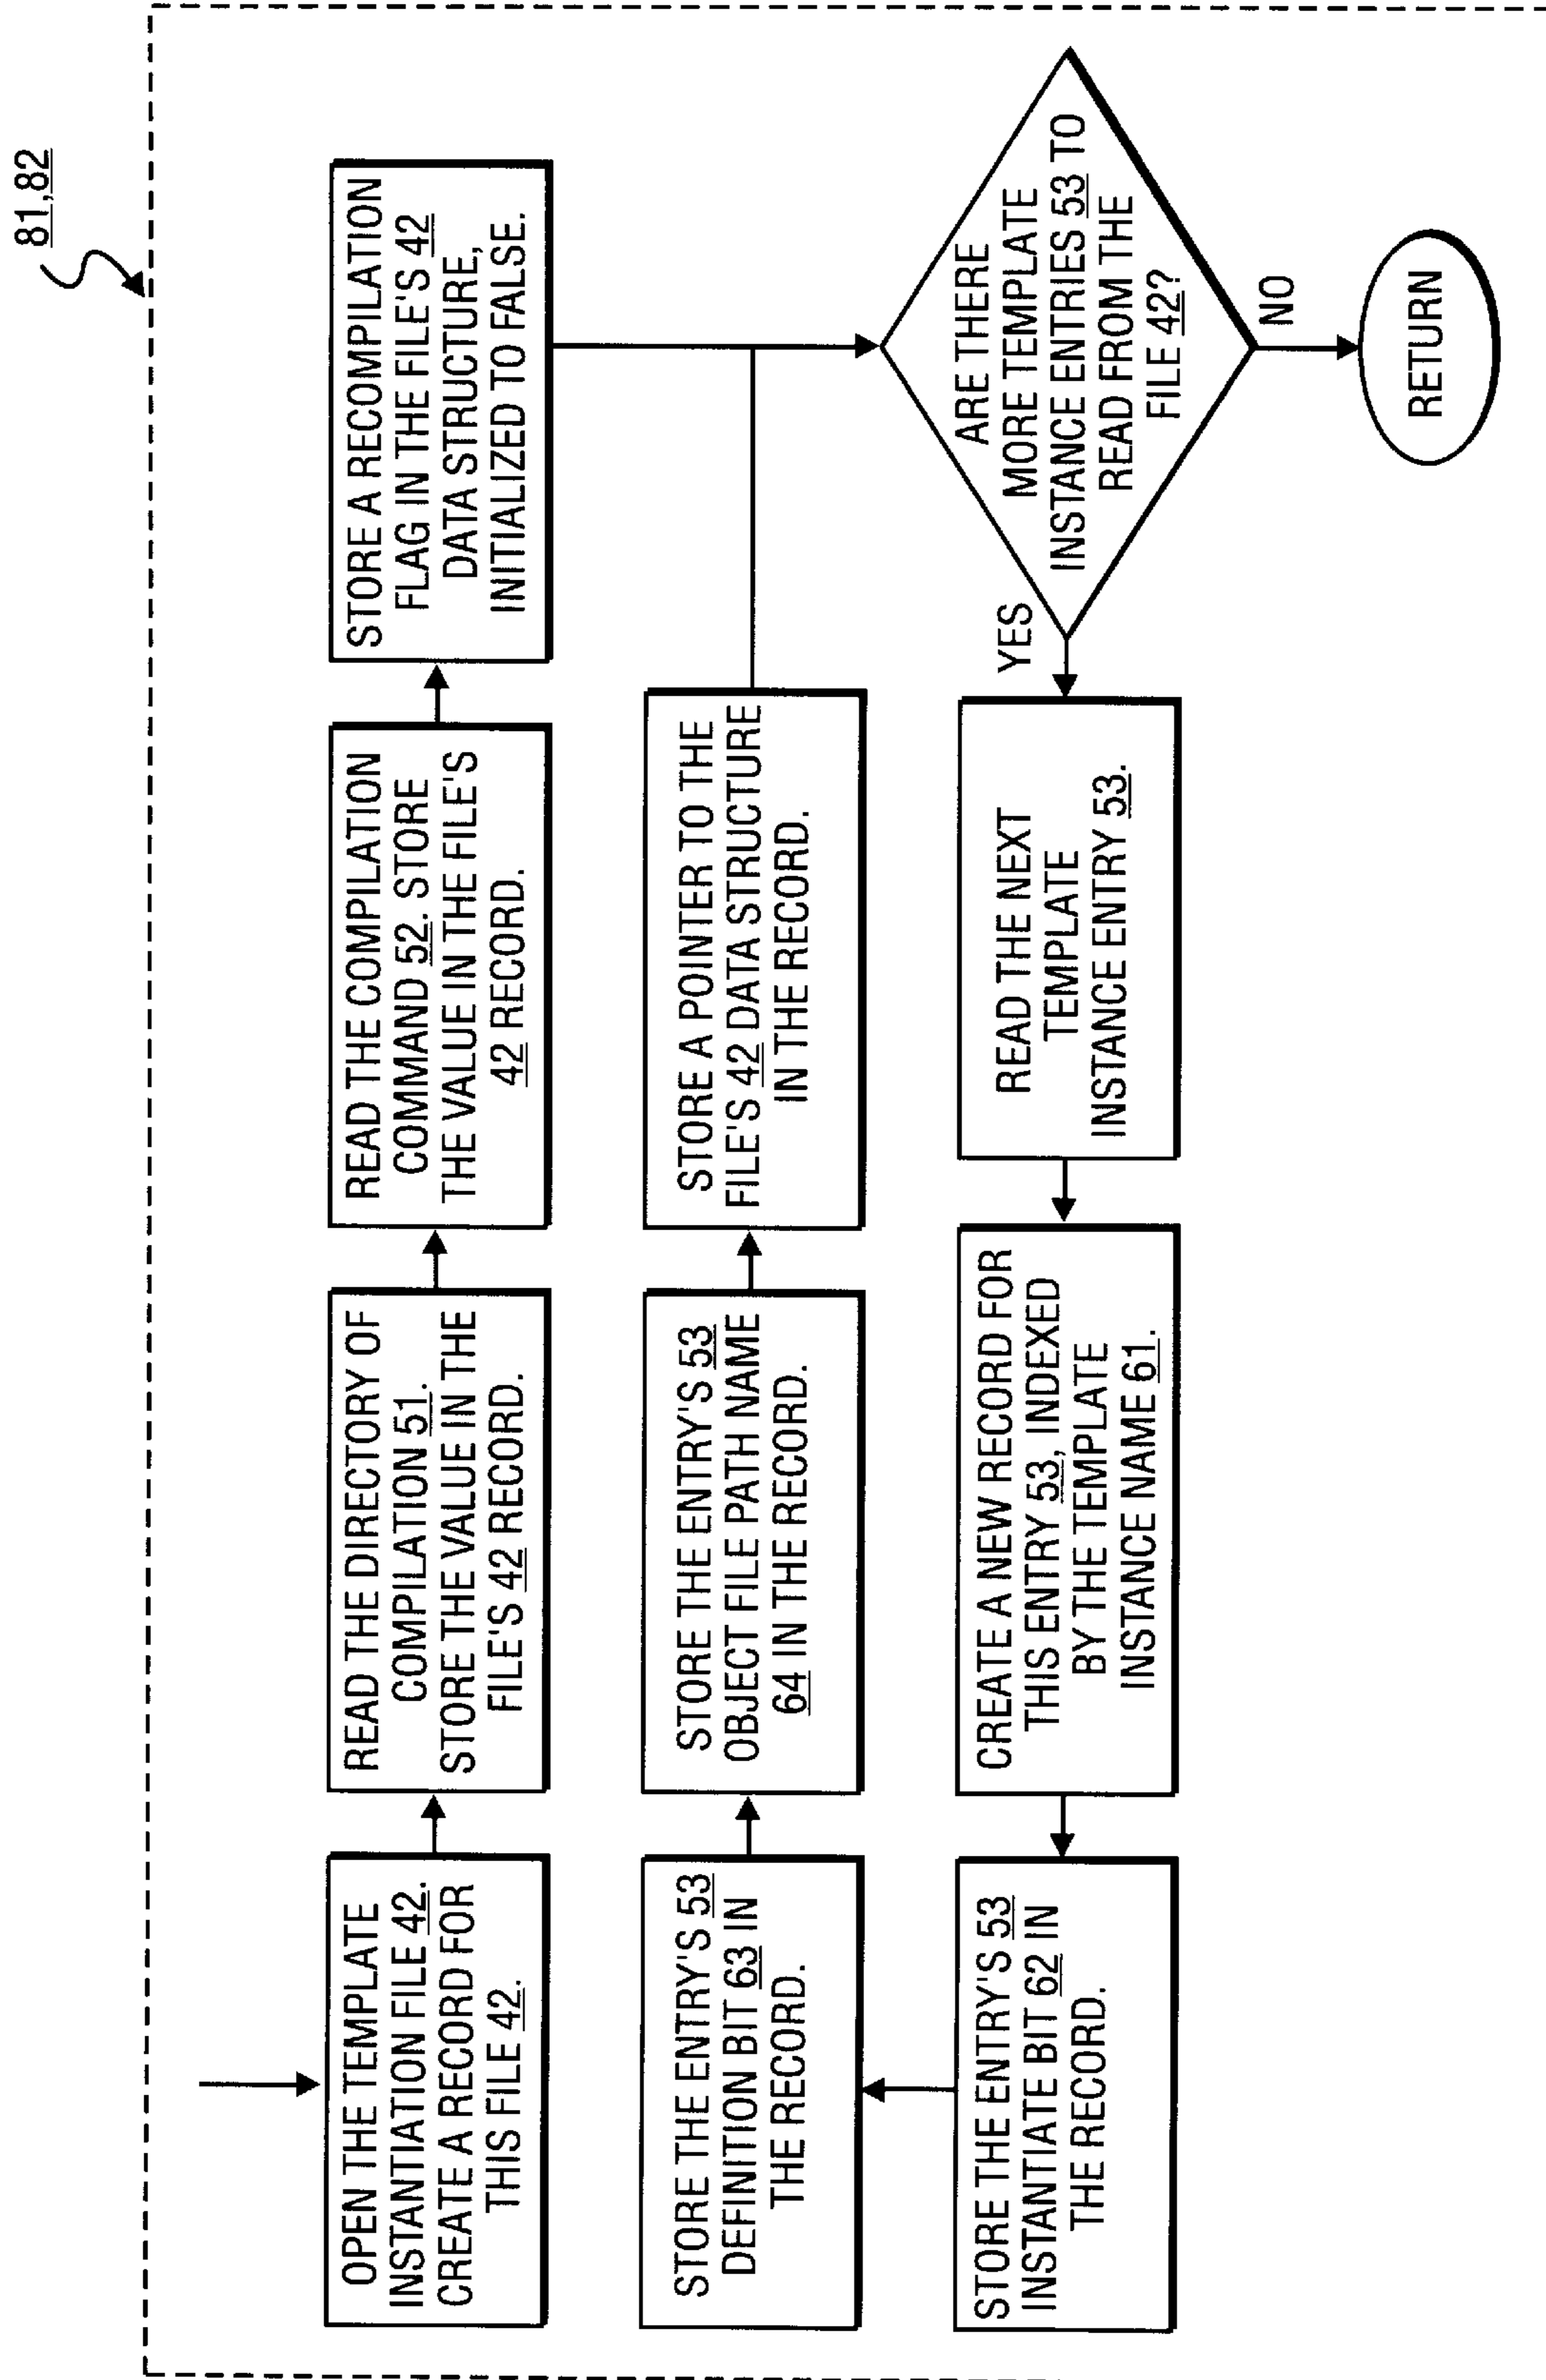 81,82
OPEN THE TEMPLATE
INSTANTIATION FILE 42.
CREATE A RECORD FOR
THIS FILE 42.
READ THE DIRECTORY OF
COMPILATION 51.
STORE THE VALUE IN THE
FILE'S 42 RECORD.
READ THE COMPILATION
COMMAND 52. STORE
THE VALUE IN THE FILE'S
42 RECORD.
STORE A RECOMPILATION
FLAG IN THE FILE'S 42
DATA STRUCTURE,
INITIALIZED TO FALSE.
STORE THE ENTRY'S 53
DEFINITION BIT 63 IN
THE RECORD.
STORE THE ENTRY'S 53
OBJECT FILE PATH NAME
64 IN THE RECORD.
STORE A POINTER TO THE
FILE'S 42 DATA STRUCTURE
IN THE RECORD.
STORE THE ENTRY'S 53
INSTANTIATE BIT 62 IN
THE RECORD.
CREATE A NEW RECORD FOR
THIS ENTRY 53, INDEXED
BY THE TEMPLATE
INSTANCE NAME 61.
READ THE NEXT
TEMPLATE
INSTANCE ENTRY 53.
YES
ARE THERE
MORE TEMPLATE
INSTANCE ENTRIES 53 TO
READ FROM THE
FILE 42?
NO
RETURN